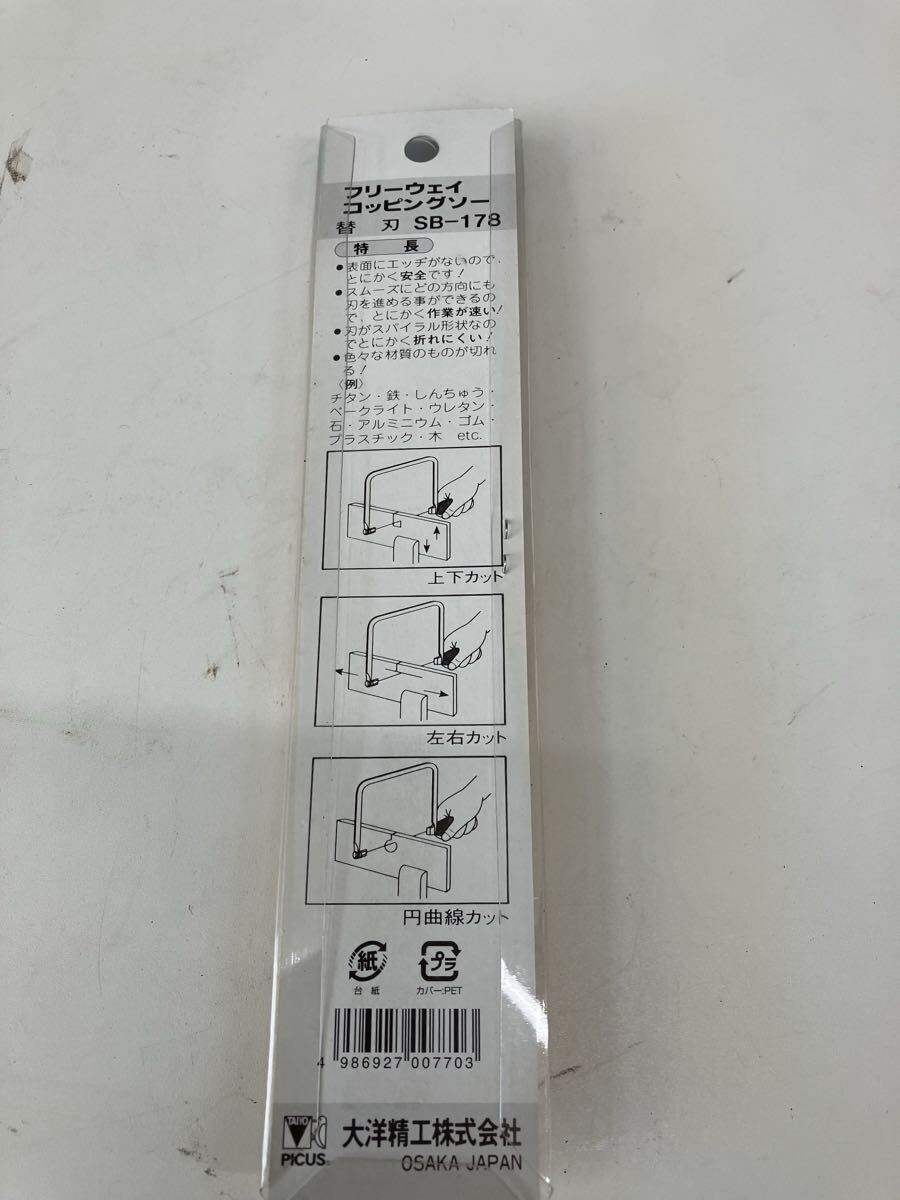 フリーウェイ
コッピングソー
替 刃 SB-178
特 長
●表面にエッヂがないので、
とにかく安全です！
●スムーズにどの方向にも
刃を進める事ができるの
で、とにかく作業が速い！
●刃がスパイラル形状なの
でとにかく折れにくい！
●色々な材質のものが切れ
る！
〈例〉
チタン・鉄・しんちゅう・
ベークライト・ウレタン・
石・アルミニウム・ゴム・
プラスチック・木 etc.
上下カット
左右カット
円曲線カット
紙
台 紙
プラ
カバー:PET
4 986927 007703
TAIYO
PICUS
大洋精工株式会社
OSAKA JAPAN